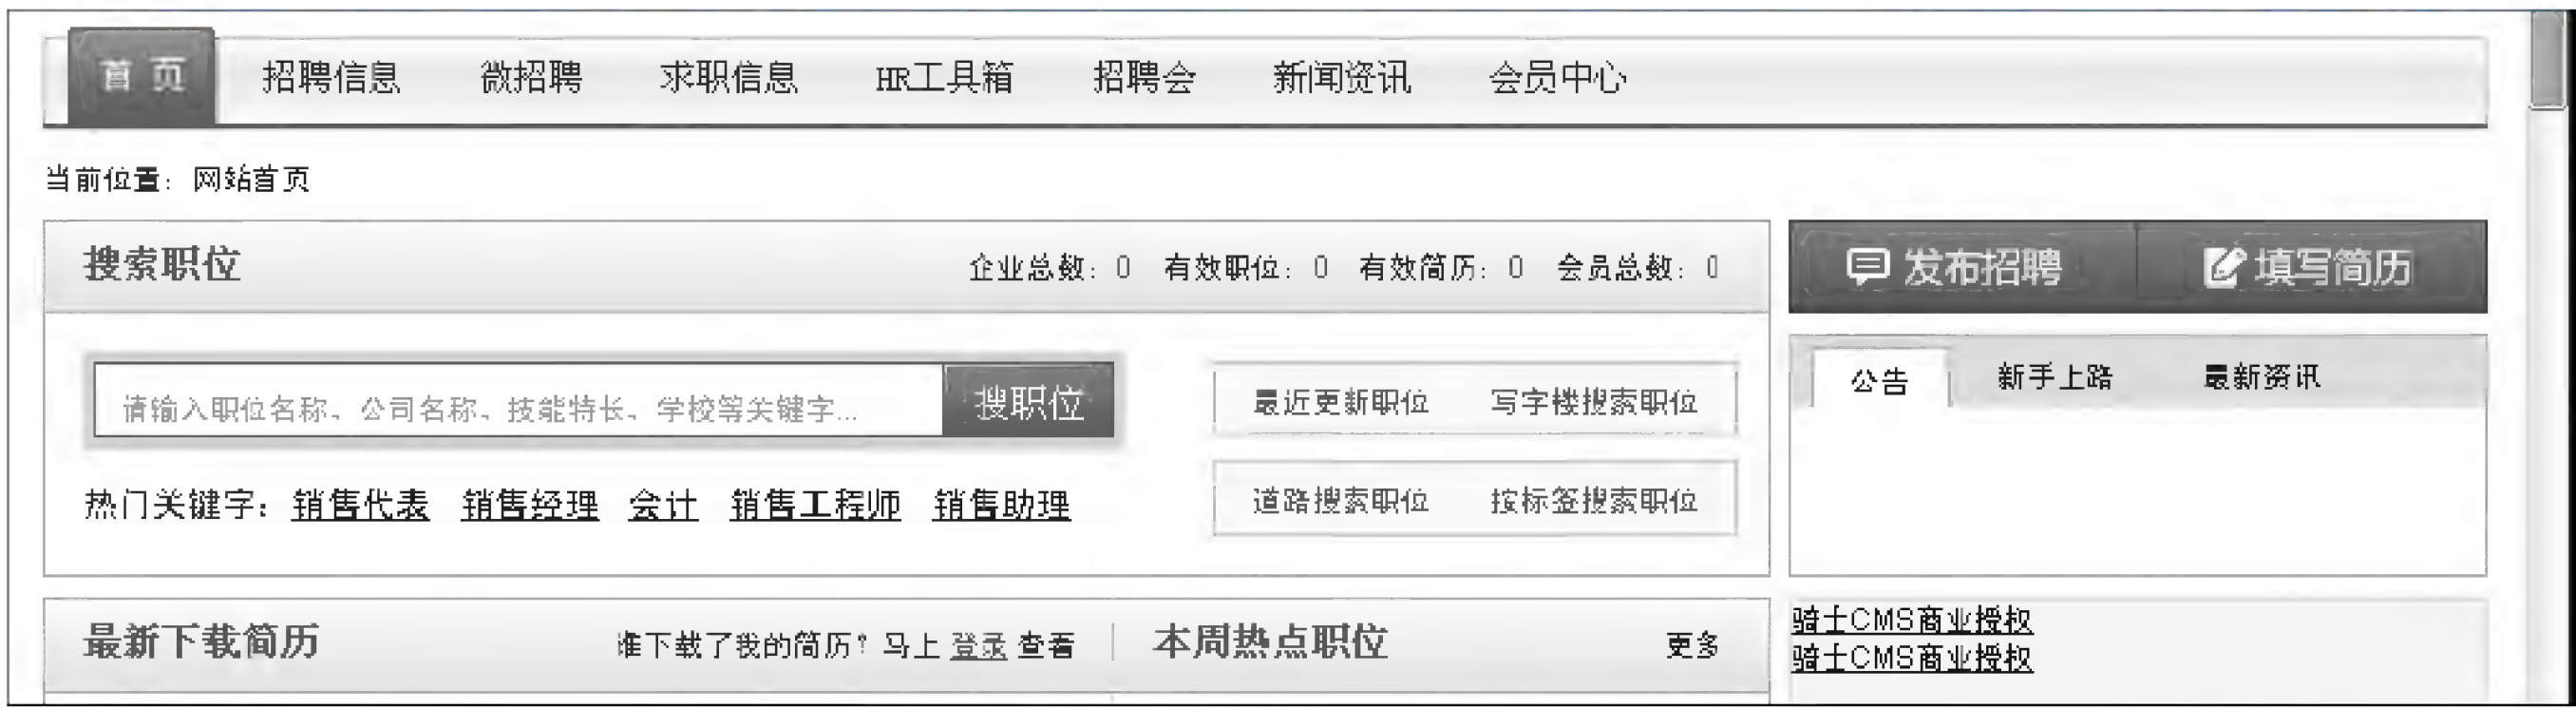 首 页 招聘信息 微招聘 求职信息 HR工具箱 招聘会 新闻资讯 会员中心
当前位置：网站首页
搜索职位 企业总数：0 有效职位：0 有效简历：0 会员总数：0
发布招聘 填写简历
请输入职位名称、公司名称、技能特长、学校等关键字... 搜职位
最近更新职位 写字楼搜索职位
公告 新手上路 最新资讯
热门关键字：销售代表 销售经理 会计 销售工程师 销售助理
道路搜索职位 按标签搜索职位
最新下载简历 谁下载了我的简历？马上 登录 查看
本周热点职位 更多
骑士CMS商业授权
骑士CMS商业授权